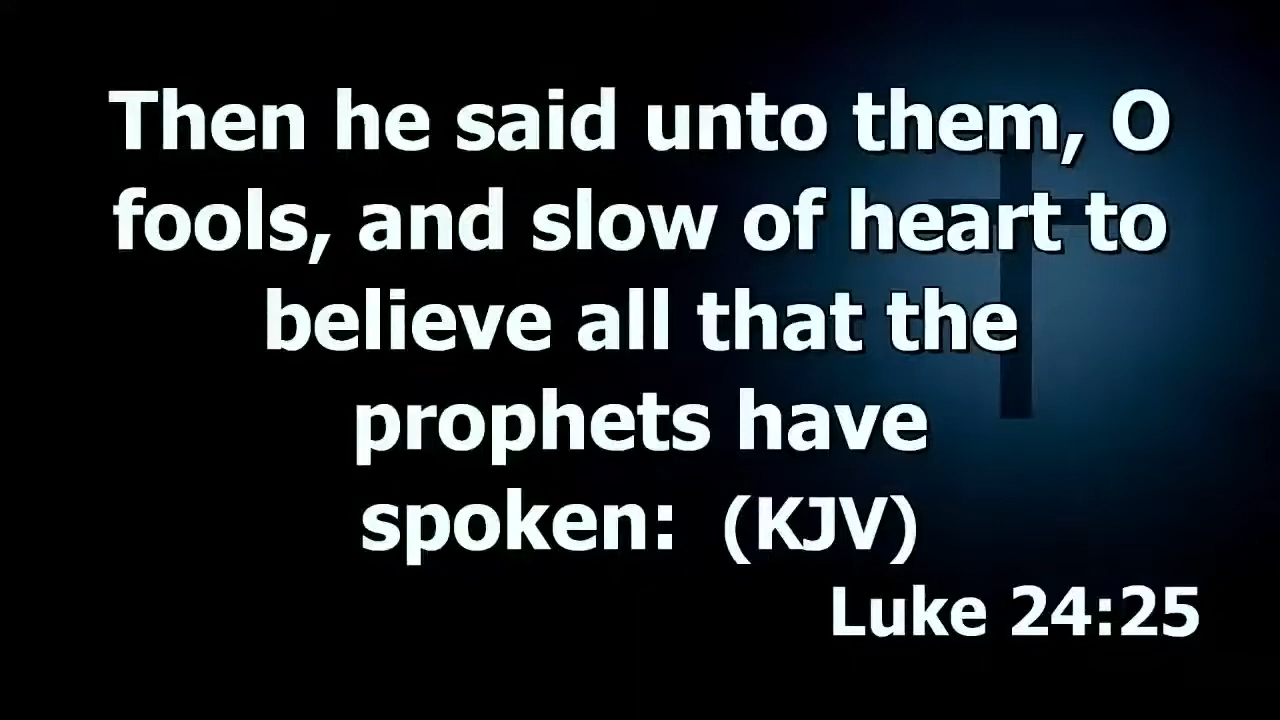 Then he said unto them, O
fools, and slow of heart to
believe all that the
prophets have
spoken:  (KJV)
Luke 24:25